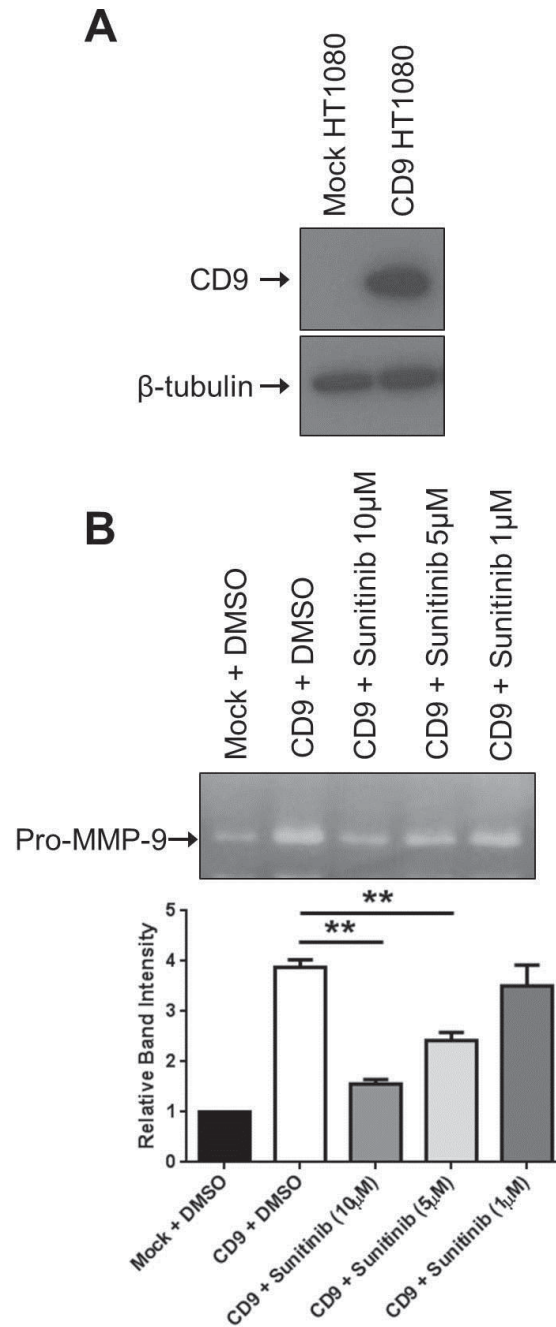 A
Mock HT1080
CD9 HT1080
CD9
β-tubulin
B
Mock + DMSO
CD9 + DMSO
CD9 + Sunitinib 10µM
CD9 + Sunitinib 5µM
CD9 + Sunitinib 1µM
Pro-MMP-9
Relative Band Intensity
5
4
3
2
1
0
**
**
Mock + DMSO
CD9 + DMSO
CD9 + Sunitinib (10µM)
CD9 + Sunitinib (5µM)
CD9 + Sunitinib (1µM)